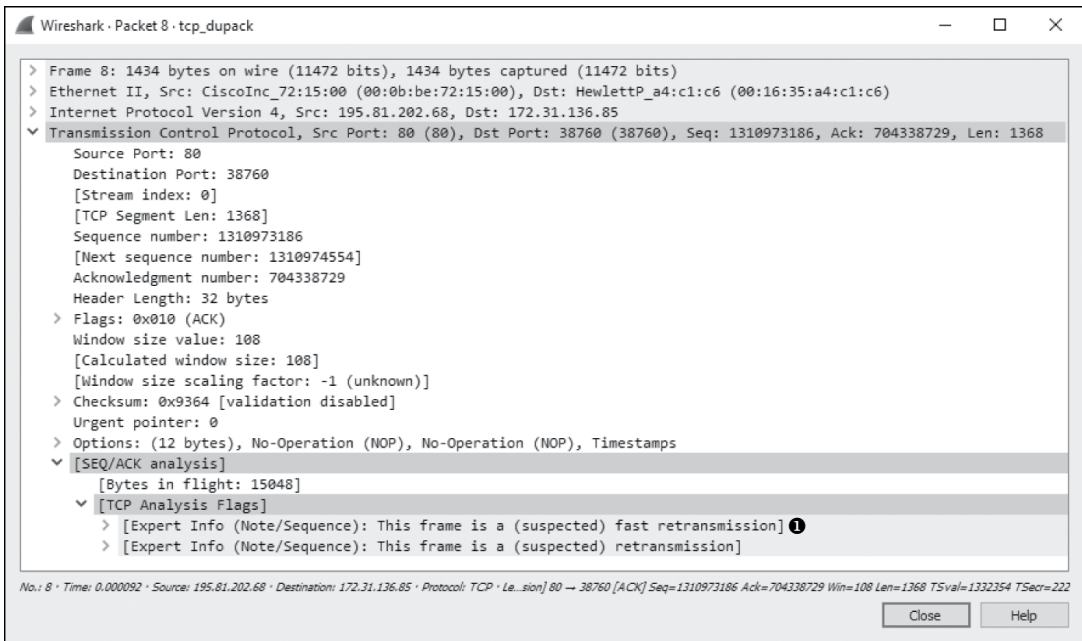 Wireshark · Packet 8 · tcp_dupack
> Frame 8: 1434 bytes on wire (11472 bits), 1434 bytes captured (11472 bits)
> Ethernet II, Src: CiscoInc_72:15:00 (00:0b:be:72:15:00), Dst: HewlettP_a4:c1:c6 (00:16:35:a4:c1:c6)
> Internet Protocol Version 4, Src: 195.81.202.68, Dst: 172.31.136.85
Transmission Control Protocol, Src Port: 80 (80), Dst Port: 38760 (38760), Seq: 1310973186, Ack: 704338729, Len: 1368
Source Port: 80
Destination Port: 38760
[Stream index: 0]
[TCP Segment Len: 1368]
Sequence number: 1310973186
[Next sequence number: 1310974554]
Acknowledgment number: 704338729
Header Length: 32 bytes
> Flags: 0x010 (ACK)
Window size value: 108
[Calculated window size: 108]
[Window size scaling factor: -1 (unknown)]
> Checksum: 0x9364 [validation disabled]
Urgent pointer: 0
> Options: (12 bytes), No-Operation (NOP), No-Operation (NOP), Timestamps
[SEQ/ACK analysis]
[Bytes in flight: 15048]
[TCP Analysis Flags]
> [Expert Info (Note/Sequence): This frame is a (suspected) fast retransmission] ❶
> [Expert Info (Note/Sequence): This frame is a (suspected) retransmission]
No.: 8 · Time: 0.000092 · Source: 195.81.202.68 · Destination: 172.31.136.85 · Protocol: TCP · Le...sion] 80 → 38760 [ACK] Seq=1310973186 Ack=704338729 Win=108 Len=1368 TSval=1332354 TSecr=222
Close Help